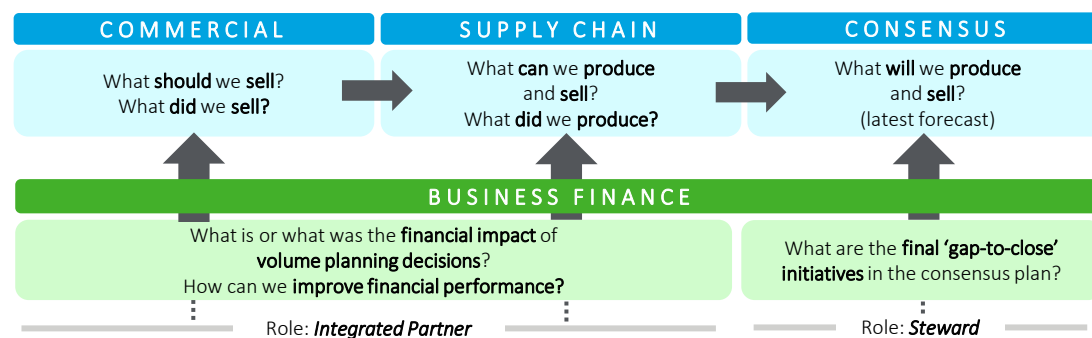 COMMERCIAL
What should we sell?
What did we sell?
SUPPLY CHAIN
What can we produce
and sell?
What did we produce?
CONSENSUS
What will we produce
and sell?
(latest forecast)
BUSINESS FINANCE
What is or what was the financial impact of
volume planning decisions?
How can we improve financial performance?
What are the final ‘gap-to-close’
initiatives in the consensus plan?
Role: Integrated Partner
Role: Steward